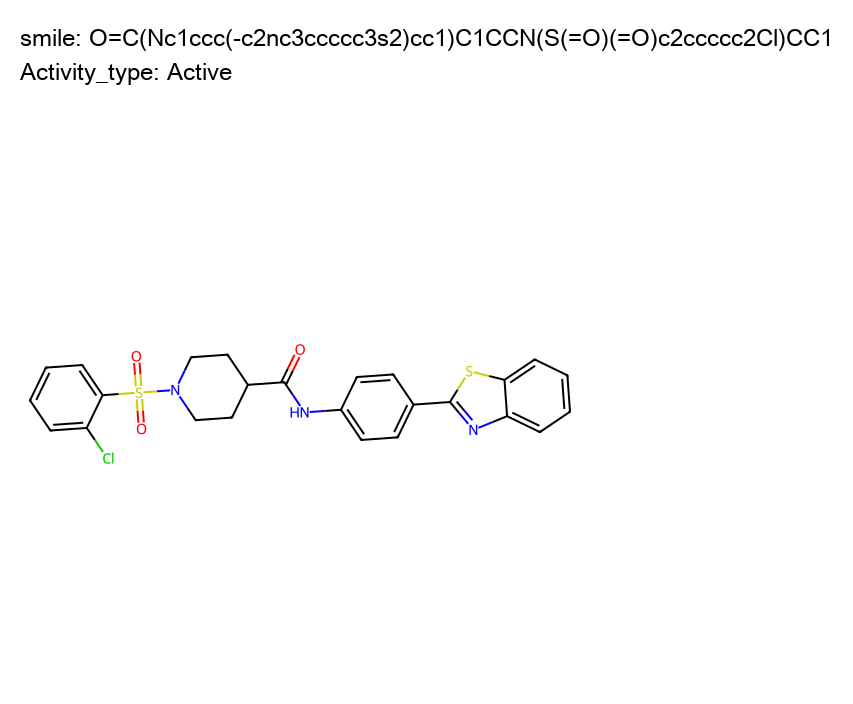 smile: O=C(Nc1ccc(-c2nc3ccccc3s2)cc1)C1CCN(S(=O)(=O)c2ccccc2Cl)CC1
Activity_type: Active
O
O
S
N
O
Cl
HN
S
N
O